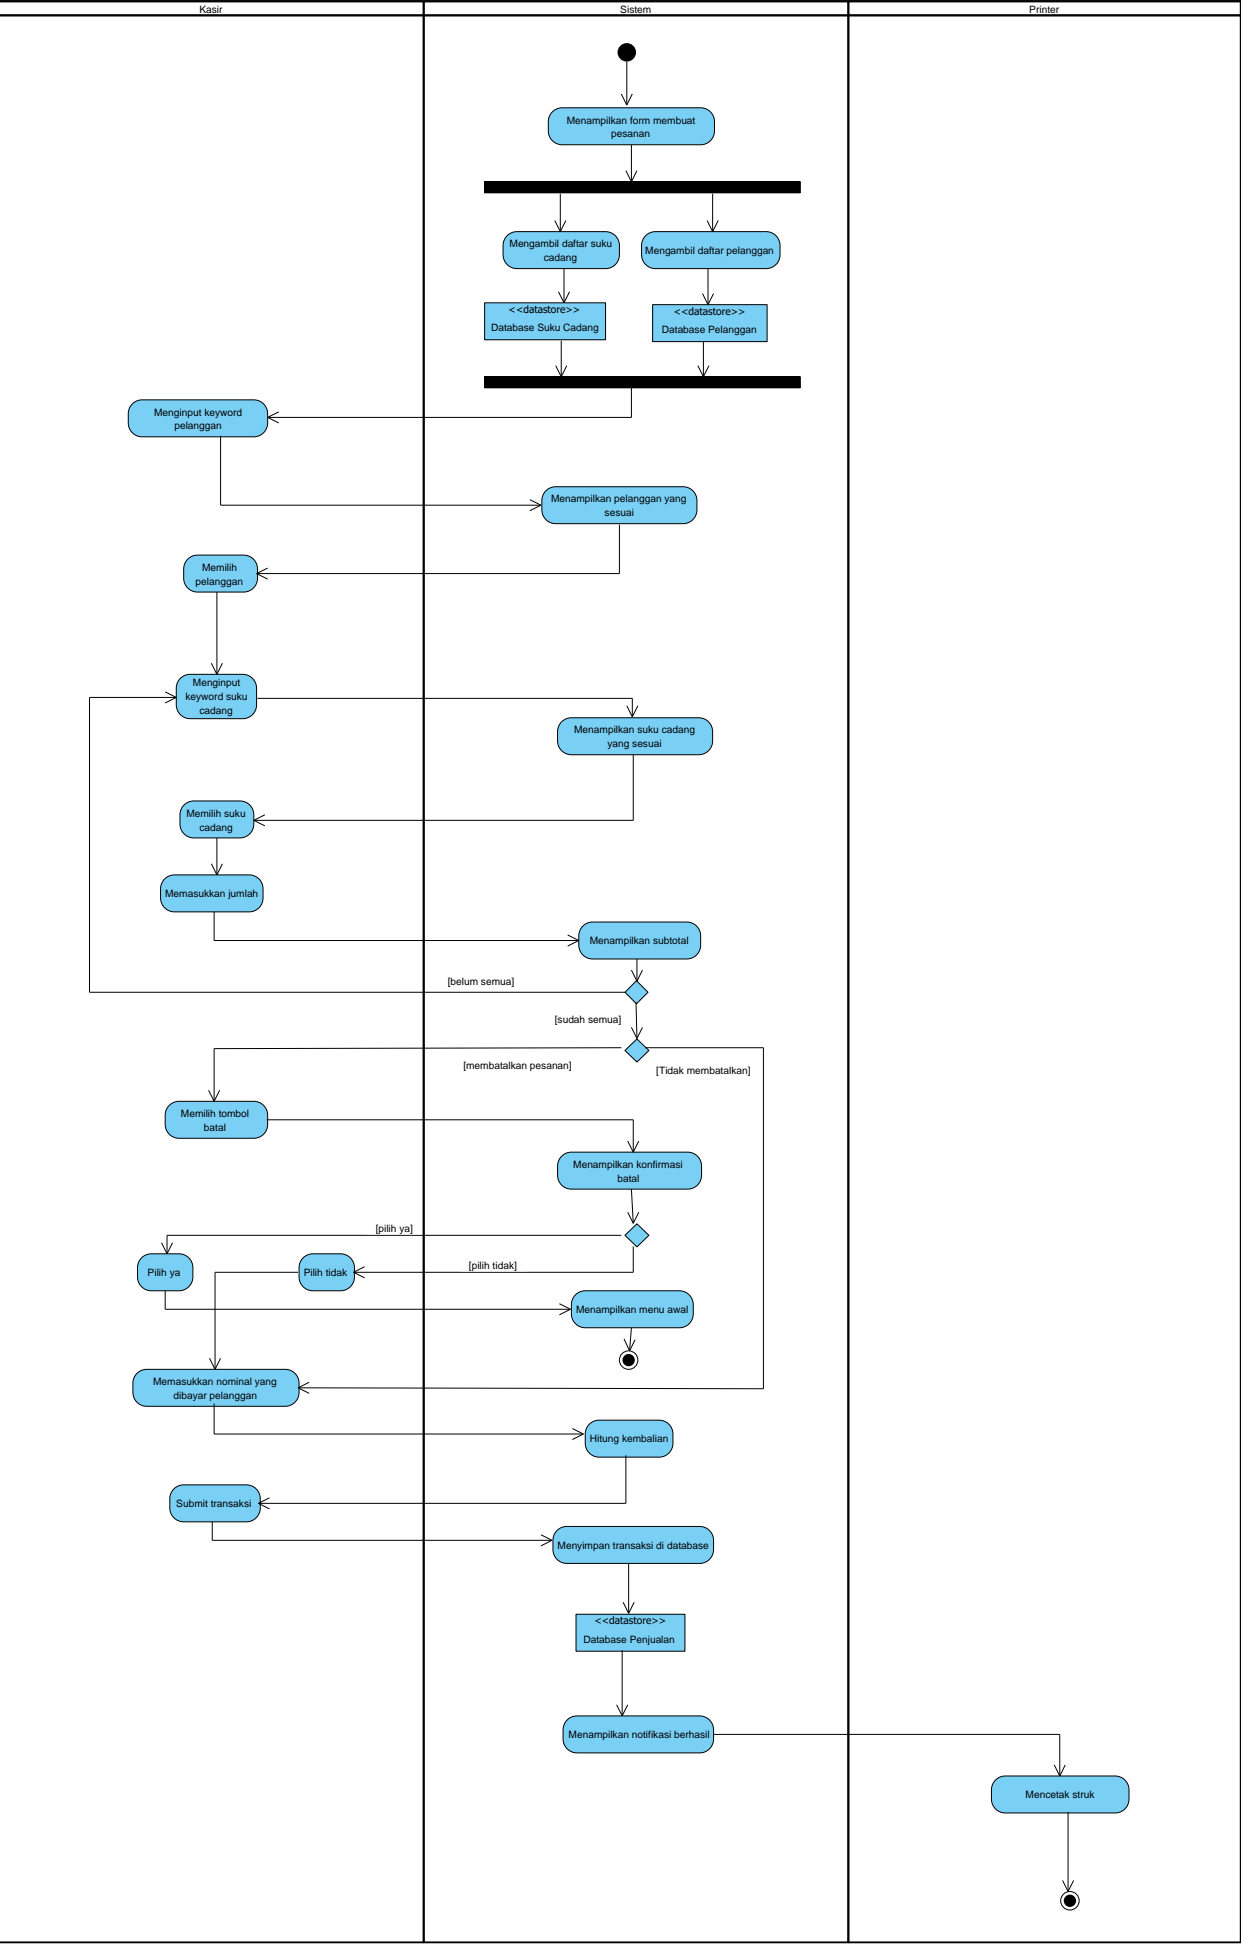 Kasir
Sistem
Printer
Menampilkan form membuat
pesanan
Mengambil daftar suku
cadang
Mengambil daftar pelanggan
<<datastore>>
Database Suku Cadang
<<datastore>>
Database Pelanggan
Menginput keyword
pelanggan
Menampilkan pelanggan yang
sesuai
Memilih
pelanggan
Menginput
keyword suku
cadang
Menampilkan suku cadang
yang sesuai
Memilih suku
cadang
Memasukkan jumlah
Menampilkan subtotal
[belum semua]
[sudah semua]
[membatalkan pesanan]
[Tidak membatalkan]
Memilih tombol
batal
Menampilkan konfirmasi
batal
[pilih ya]
[pilih tidak]
Pilih ya
Pilih tidak
Menampilkan menu awal
Memasukkan nominal yang
dibayar pelanggan
Hitung kembalian
Submit transaksi
Menyimpan transaksi di database
<<datastore>>
Database Penjualan
Menampilkan notifikasi berhasil
Mencetak struk